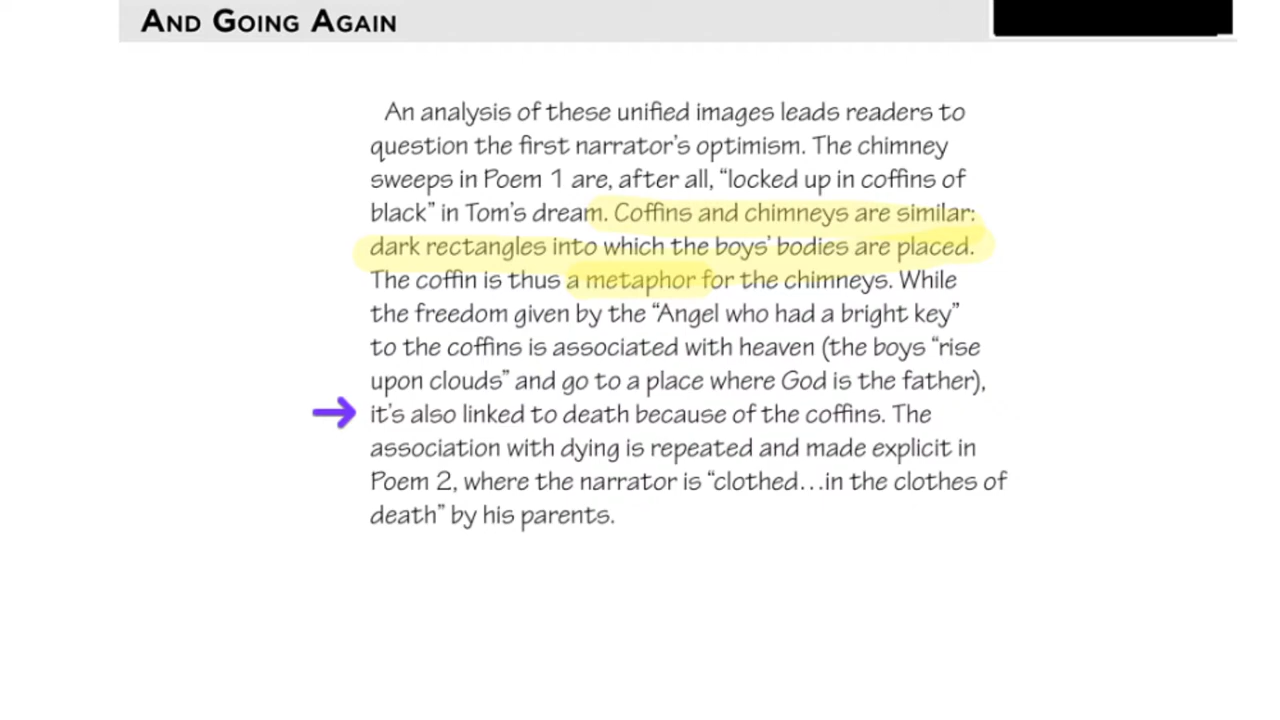 AND GOING AGAIN
An analysis of these unified images leads readers to
question the first narrator's optimism. The chimney
sweeps in Poem 1 are, after all, “locked up in coffins of
black” in Tom's dream. Coffins and chimneys are similar:
dark rectangles into which the boys' bodies are placed.
The coffin is thus a metaphor for the chimneys. While
the freedom given by the “Angel who had a bright key”
to the coffins is associated with heaven (the boys “rise
upon clouds” and go to a place where God is the father),
it's also linked to death because of the coffins. The
association with dying is repeated and made explicit in
Poem 2, where the narrator is “clothed...in the clothes of
death” by his parents.